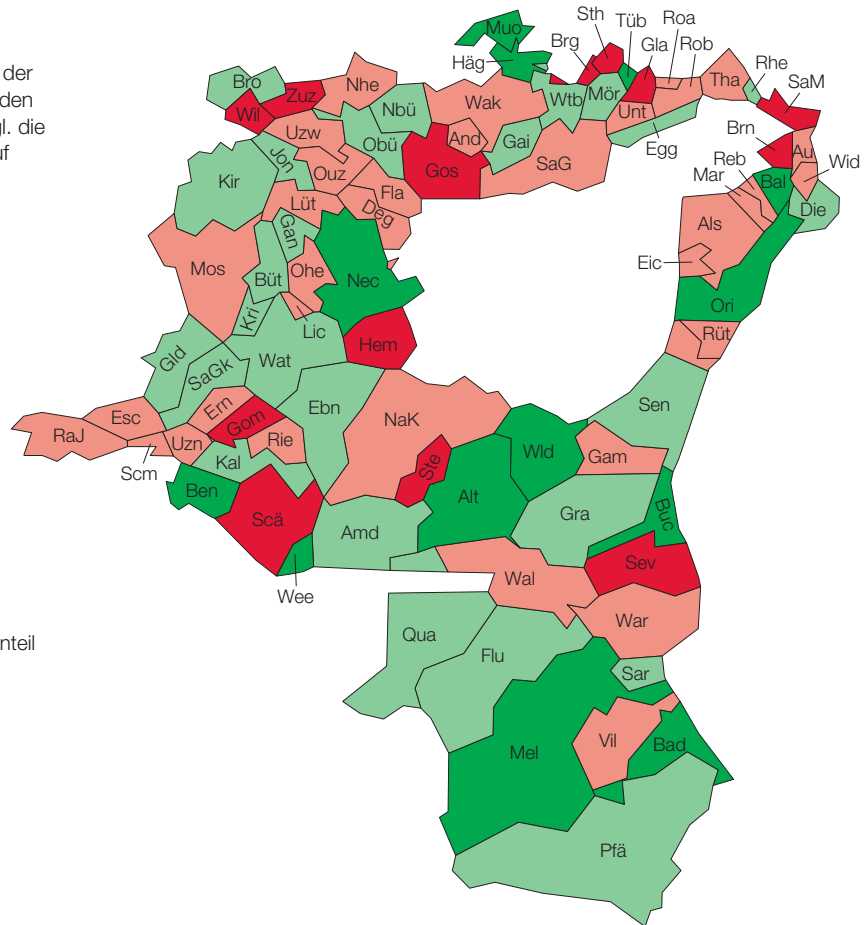 der
den
gl. die
uf
nteil
Muo
Sth
Tüb
Roa
Brg
Gla
Rob
Häg
Bro
Zuz
Nhe
Wil
Nbü
Wak
Wtb
Mör
Unt
Tha
Rhe
SaM
Uzw
Obü
And
Gai
Egg
Brn
Au
Jon
Ouz
Gos
SaG
Reb
Wid
Kir
Fla
Mar
Bal
Lüt
Deg
Die
Gan
Als
Mos
Ohe
Eic
Büt
Nec
Ori
Kri
Lic
Rüt
Gld
Hem
SaGk
Wat
Ern
Ebn
NaK
Sen
Esc
Gom
RaJ
Uzn
Rie
Wld
Gam
Scm
Kal
Ste
Ben
Alt
Scä
Amd
Gra
Buc
Wee
Wal
Sev
Qua
War
Flu
Sar
Mel
Vil
Bad
Pfä